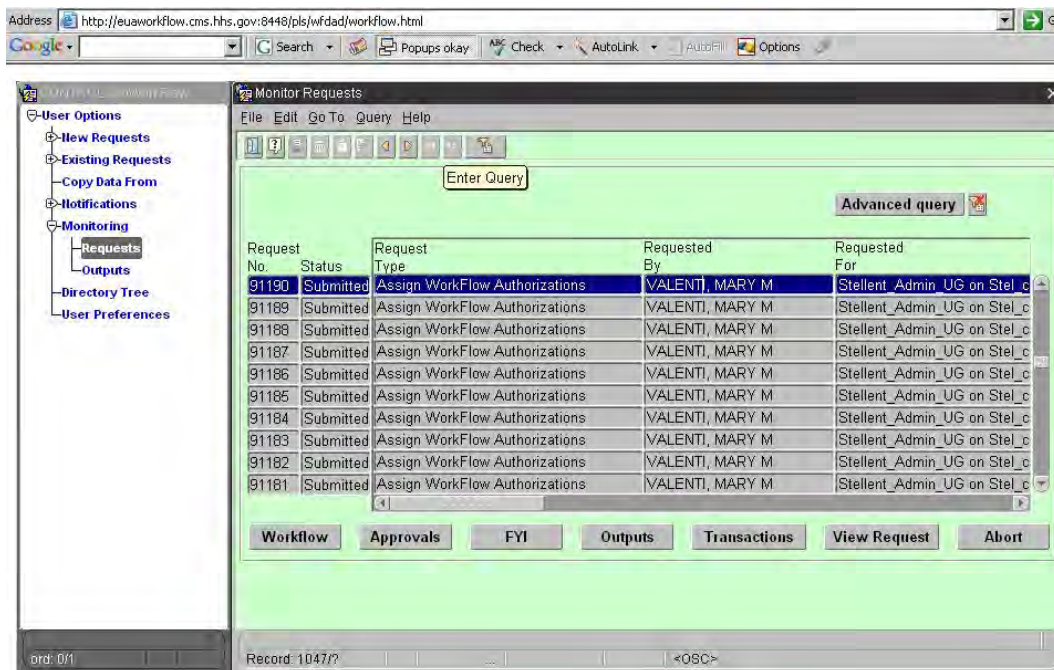 Address http://euaworkflow.cms.hhs.gov:8448/pls/wfdad/workflow.html G
Google Search Popups okay Check AutoLink AutoFill Options
Monitor Requests
File Edit Go To Query Help
User Options
New Requests
Existing Requests
Copy Data From
Notifications
Monitoring
Requests
Outputs
Directory Tree
User Preferences
Enter Query
Advanced query
Request No. Status Request Type Requested By Requested For
91190 Submitted Assign WorkFlow Authorizations VALENTI, MARY M Stellent_Admin_UG on Stel_c
91189 Submitted Assign WorkFlow Authorizations VALENTI, MARY M Stellent_Admin_UG on Stel_c
91188 Submitted Assign WorkFlow Authorizations VALENTI, MARY M Stellent_Admin_UG on Stel_c
91187 Submitted Assign WorkFlow Authorizations VALENTI, MARY M Stellent_Admin_UG on Stel_c
91186 Submitted Assign WorkFlow Authorizations VALENTI, MARY M Stellent_Admin_UG on Stel_c
91185 Submitted Assign WorkFlow Authorizations VALENTI, MARY M Stellent_Admin_UG on Stel_c
91184 Submitted Assign WorkFlow Authorizations VALENTI, MARY M Stellent_Admin_UG on Stel_c
91183 Submitted Assign WorkFlow Authorizations VALENTI, MARY M Stellent_Admin_UG on Stel_c
91182 Submitted Assign WorkFlow Authorizations VALENTI, MARY M Stellent_Admin_UG on Stel_c
91181 Submitted Assign WorkFlow Authorizations VALENTI, MARY M Stellent_Admin_UG on Stel_c
Workflow Approvals FYI Outputs Transactions View Request Abort
ord: 0/1 Record: 1047/? ... <OSC>